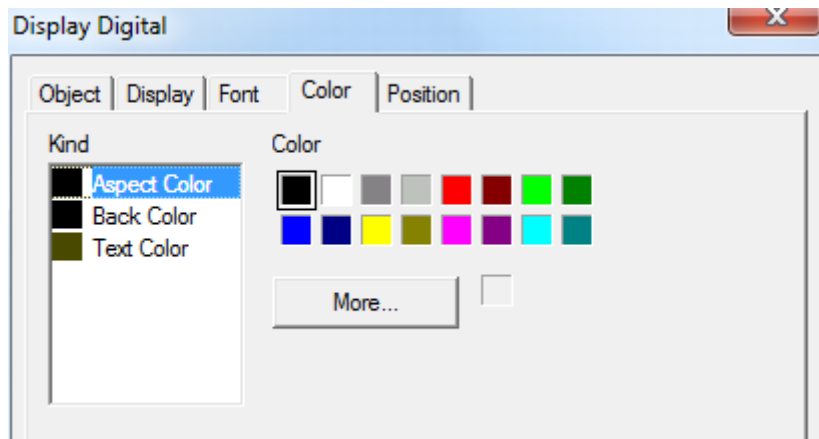 Display Digital
Object Display Font Color Position
Kind Color
Aspect Color
Back Color
Text Color
More...